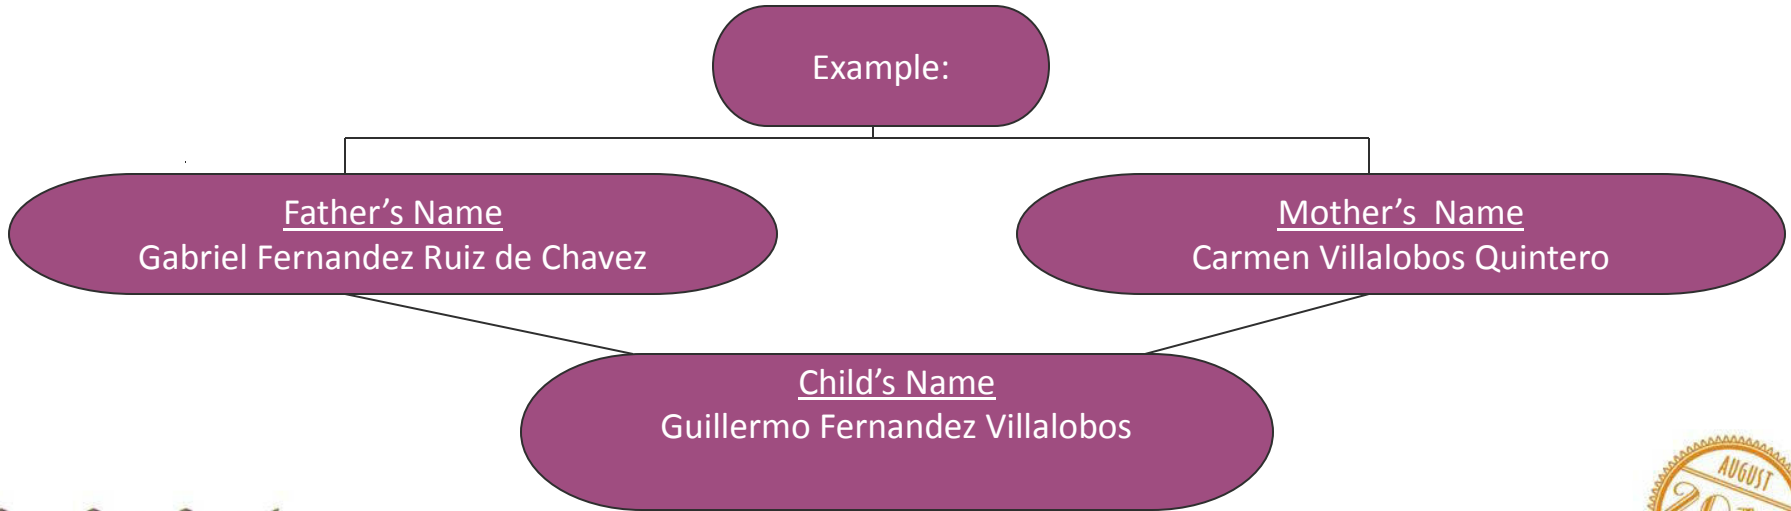 Example:
Father’s Name
Gabriel Fernandez Ruiz de Chavez
Mother’s  Name
Carmen Villalobos Quintero
Child’s Name
Guillermo Fernandez Villalobos
AUGUST